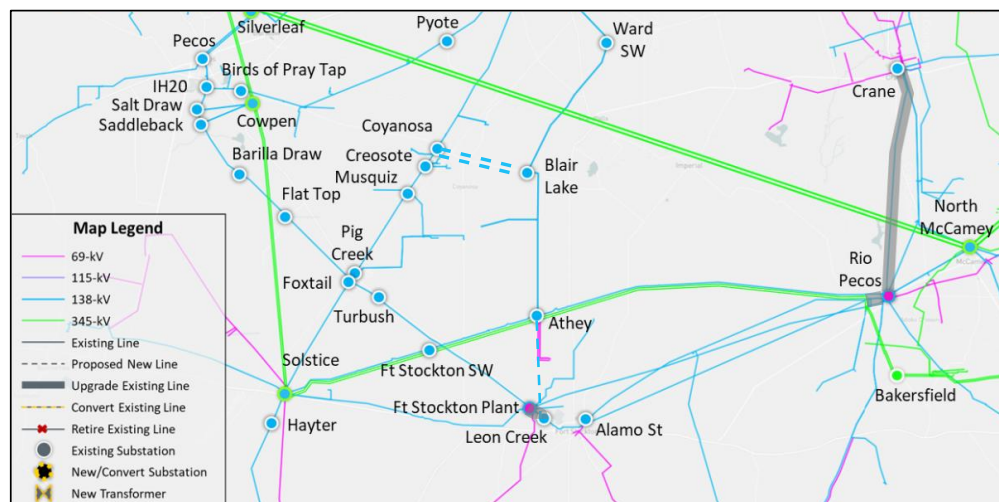 Silverleaf
Pyote
Ward
SW
Pecos
Birds of Pray Tap
IH20
Crane
Salt Draw
Cowpen
Saddleback
Coyanosa
Creosote
Barilla Draw
Musquiz
Blair
Lake
Flat Top
North
McCamey
Pig
Creek
Rio
Pecos
Foxtail
Turbush
Athey
Solstice
Ft Stockton SW
Bakersfield
Ft Stockton Plant
Hayter
Leon Creek
Alamo St
Map Legend
69-kV
115-kV
138-kV
345-kV
Existing Line
Proposed New Line
Upgrade Existing Line
Convert Existing Line
Retire Existing Line
Existing Substation
New/Convert Substation
New Transformer